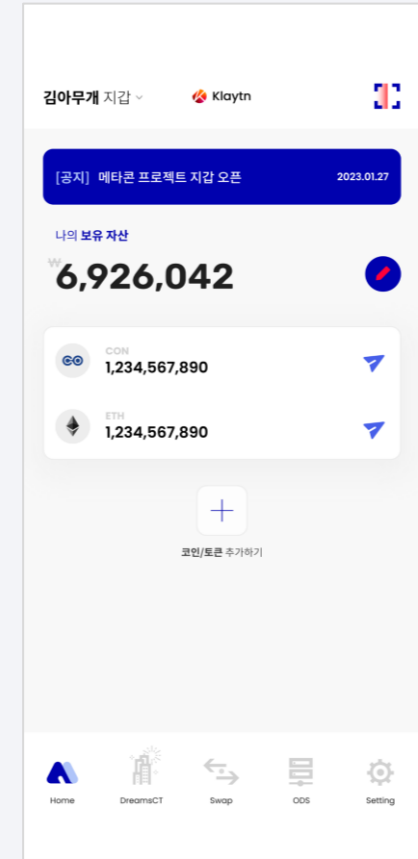 김아무개 지갑
Klaytn
[공지] 메타콘 프로젝트 지갑 오픈 2023.01.27
나의 보유 자산
₩6,926,042
CON
1,234,567,890
ETH
1,234,567,890
코인/토큰 추가하기
Home DreamsCT Swap ODS Setting